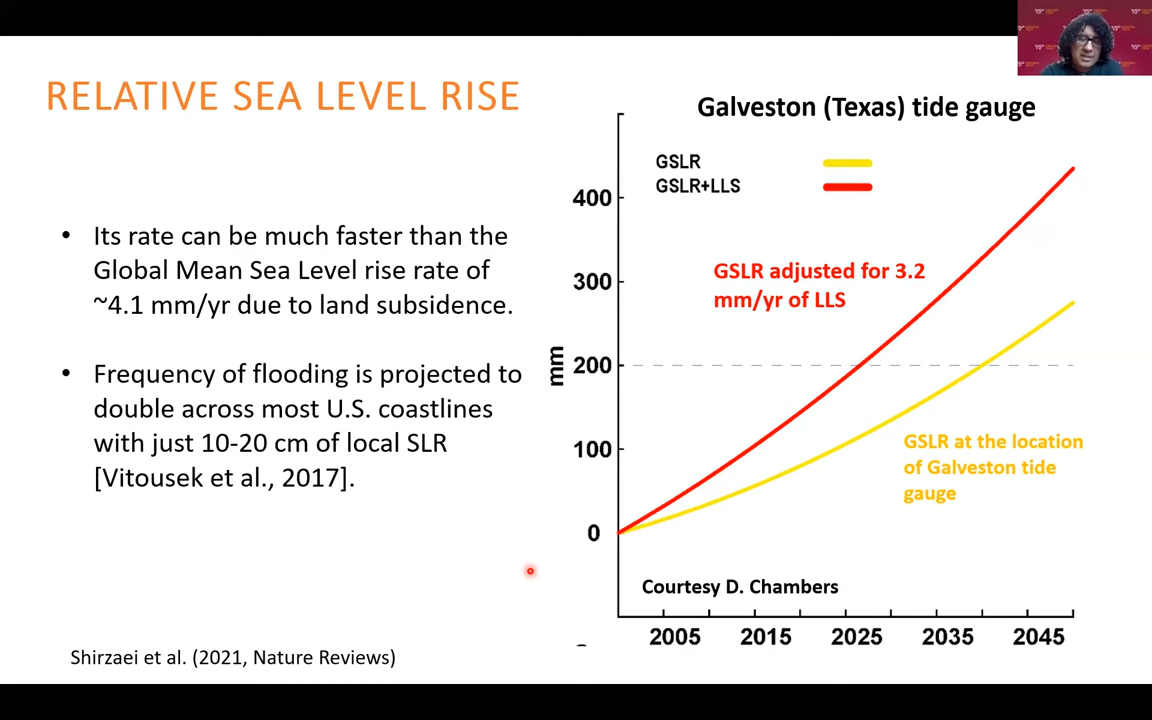 RELATIVE SEA LEVEL RISE
• Its rate can be much faster than the
Global Mean Sea Level rise rate of
~4.1 mm/yr due to land subsidence.
• Frequency of flooding is projected to
double across most U.S. coastlines
with just 10-20 cm of local SLR
[Vitousek et al., 2017].
Shirzaei et al. (2021, Nature Reviews)
Galveston (Texas) tide gauge
GSLR
GSLR+LLS
GSLR adjusted for 3.2
mm/yr of LLS
GSLR at the location
of Galveston tide
gauge
mm
400
300
200
100
0
Courtesy D. Chambers
2005 2015 2025 2035 2045